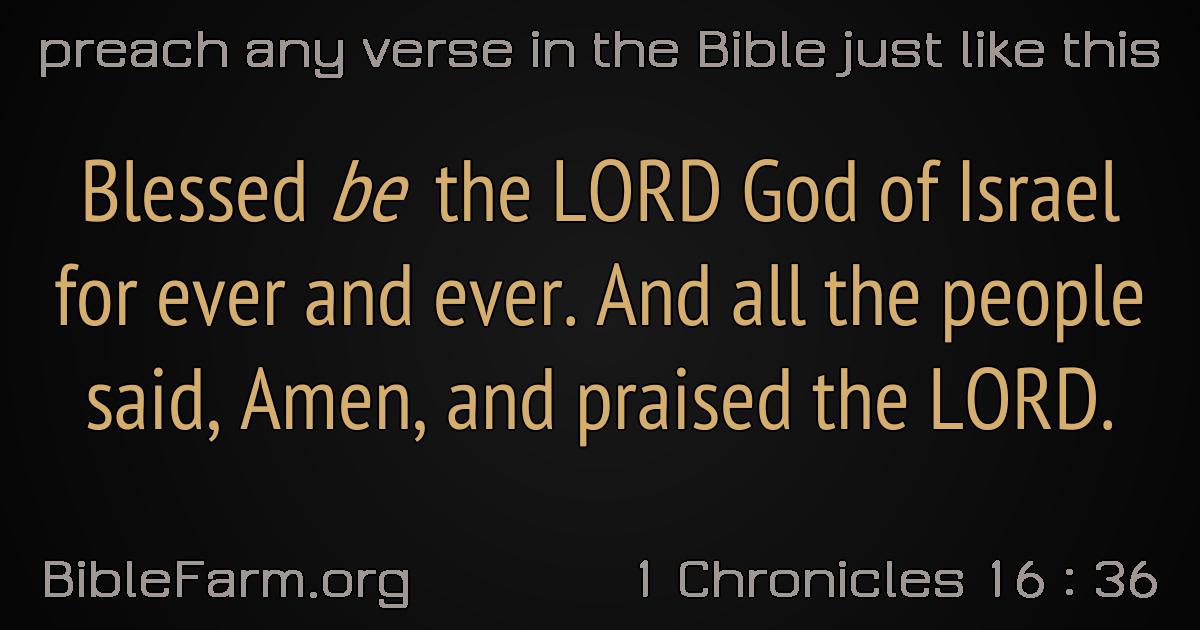 preach any verse in the Bible just like this
Blessed be the LORD God of Israel
for ever and ever. And all the people
said, Amen, and praised the LORD.
BibleFarm.org
1 Chronicles 16 : 36